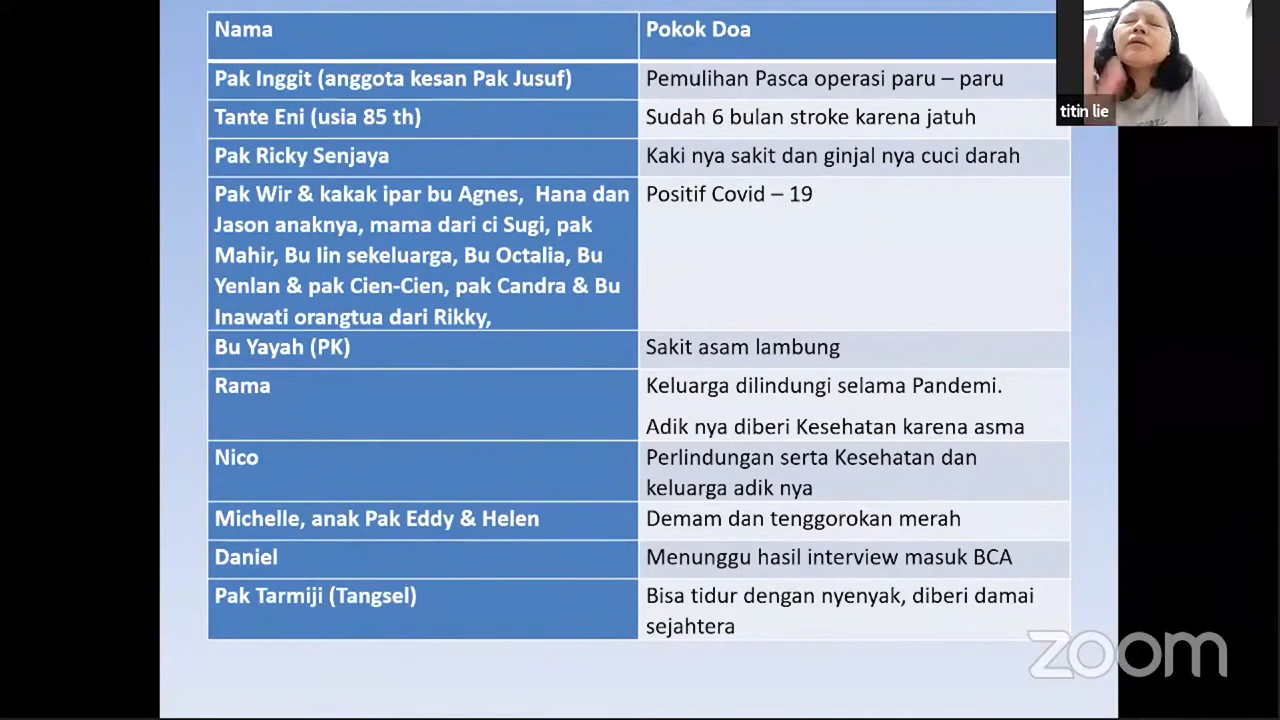 Nama
Pokok Doa
Pak Inggit (anggota kesan Pak Jusuf)
Pemulihan Pasca operasi paru – paru
Tante Eni (usia 85 th)
Sudah 6 bulan stroke karena jatuh
Pak Ricky Senjaya
Kaki nya sakit dan ginjal nya cuci darah
Pak Wir & kakak ipar bu Agnes, Hana dan
Jason anaknya, mama dari ci Sugi, pak
Mahir, Bu Iin sekeluarga, Bu Octalia, Bu
Yenlan & pak Cien-Cien, pak Candra & Bu
Inawati orangtua dari Rikky,
Positif Covid – 19
Bu Yayah (PK)
Sakit asam lambung
Rama
Keluarga dilindungi selama Pandemi.
Adik nya diberi Kesehatan karena asma
Nico
Perlindungan serta Kesehatan dan
keluarga adik nya
Michelle, anak Pak Eddy & Helen
Demam dan tenggorokan merah
Daniel
Menunggu hasil interview masuk BCA
Pak Tarmiji (Tangsel)
Bisa tidur dengan nyenyak, diberi damai
sejahtera
titin lie
zoom